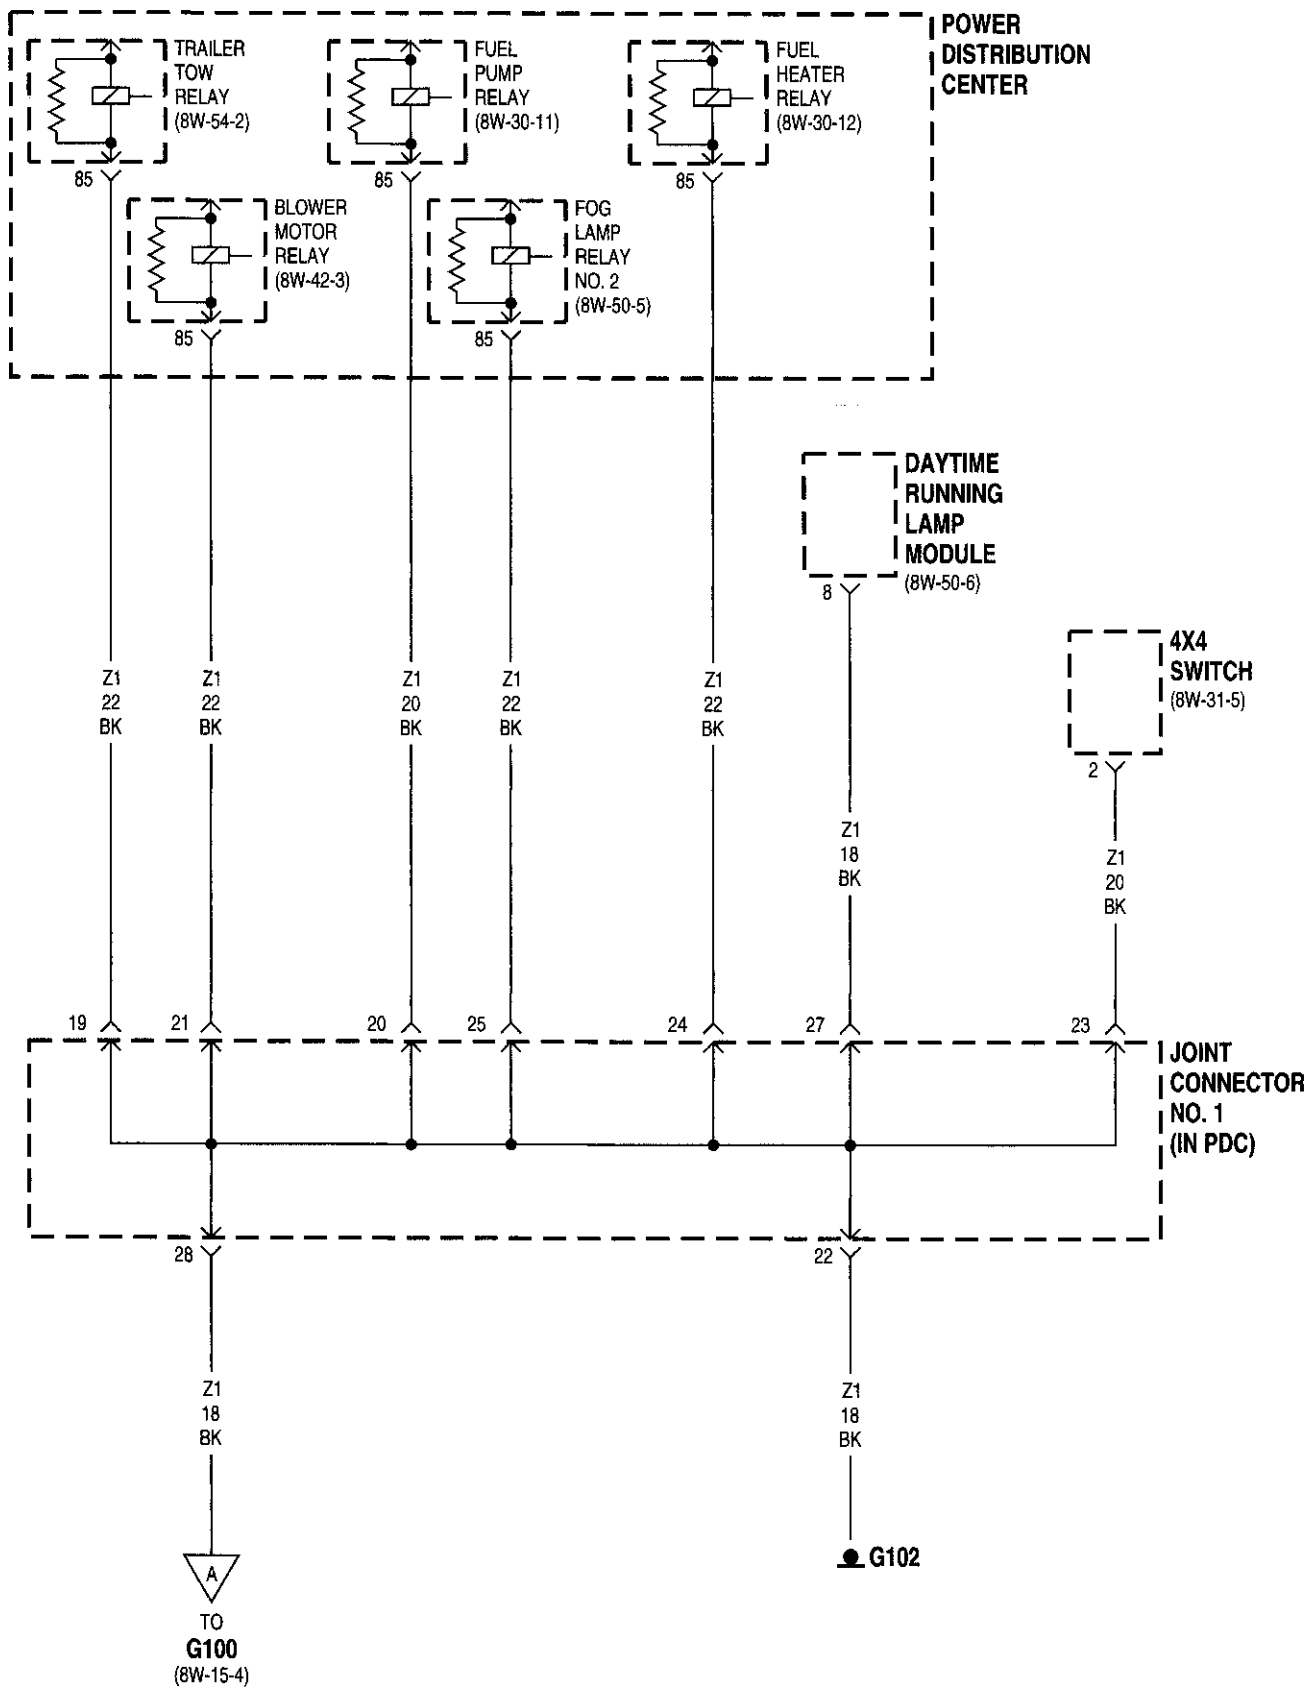 POWER
DISTRIBUTION
CENTER
TRAILER
TOW
RELAY
(8W-54-2)
85
FUEL
PUMP
RELAY
(8W-30-11)
85
FUEL
HEATER
RELAY
(8W-30-12)
85
BLOWER
MOTOR
RELAY
(8W-42-3)
85
FOG
LAMP
RELAY
NO. 2
(8W-50-5)
85
DAYTIME
RUNNING
LAMP
MODULE
(8W-50-6)
8
4X4
SWITCH
(8W-31-5)
2
Z1
22
BK
Z1
22
BK
Z1
20
BK
Z1
22
BK
Z1
22
BK
Z1
18
BK
Z1
20
BK
19
21
20
25
24
27
23
JOINT
CONNECTOR
NO. 1
(IN PDC)
28
22
Z1
18
BK
Z1
18
BK
A
TO
G100
(8W-15-4)
G102